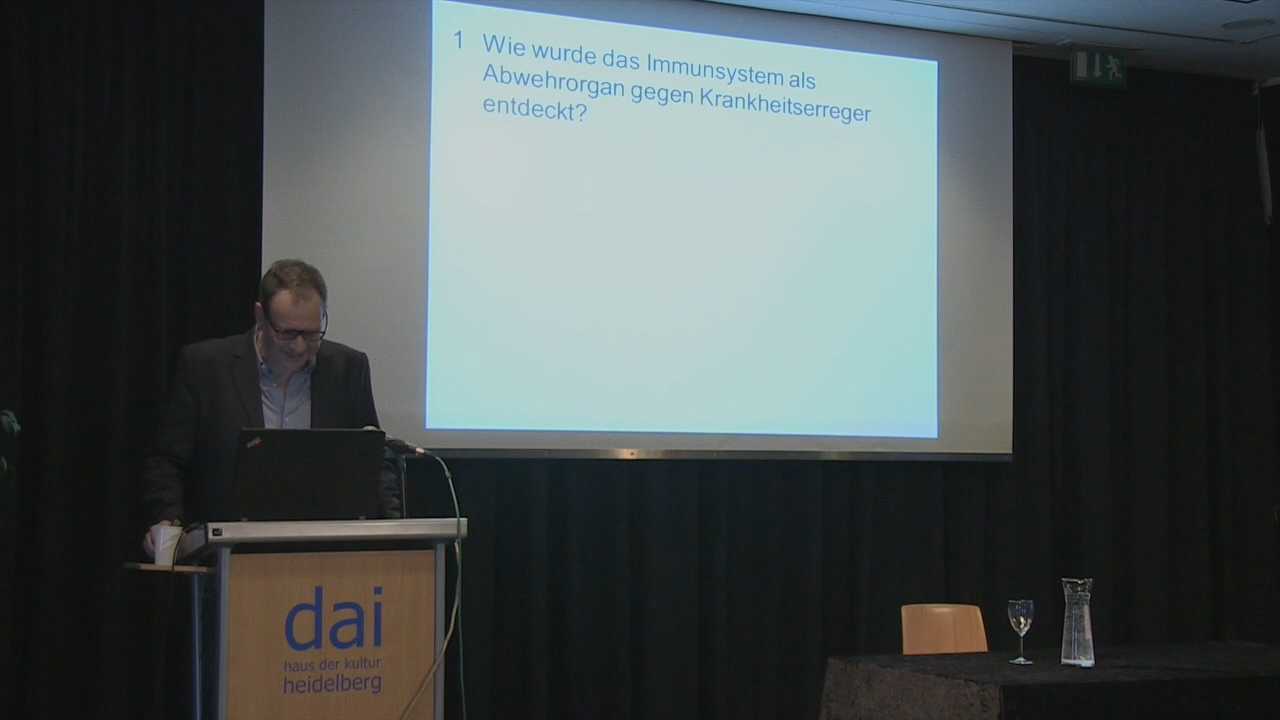 1 Wie wurde das Immunsystem als
Abwehrorgan gegen Krankheitserreger
entdeckt?
dai
haus der kultur
heidelberg